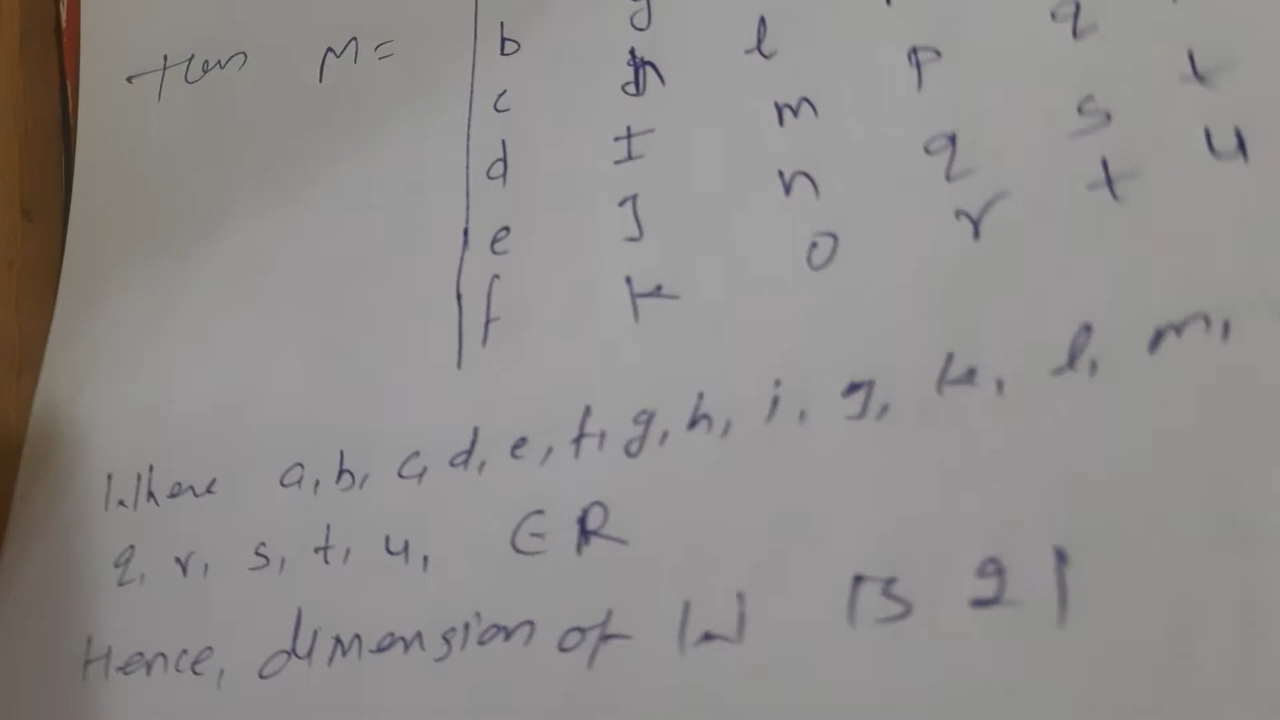 then M =
b g l p q t
c m s u
d I n q t
e J o r
f K
Where a, b, c, d, e, f, g, h, i, j, k, l, m,
q, r, s, t, u, ∈ R
Hence, dimension of W is 21